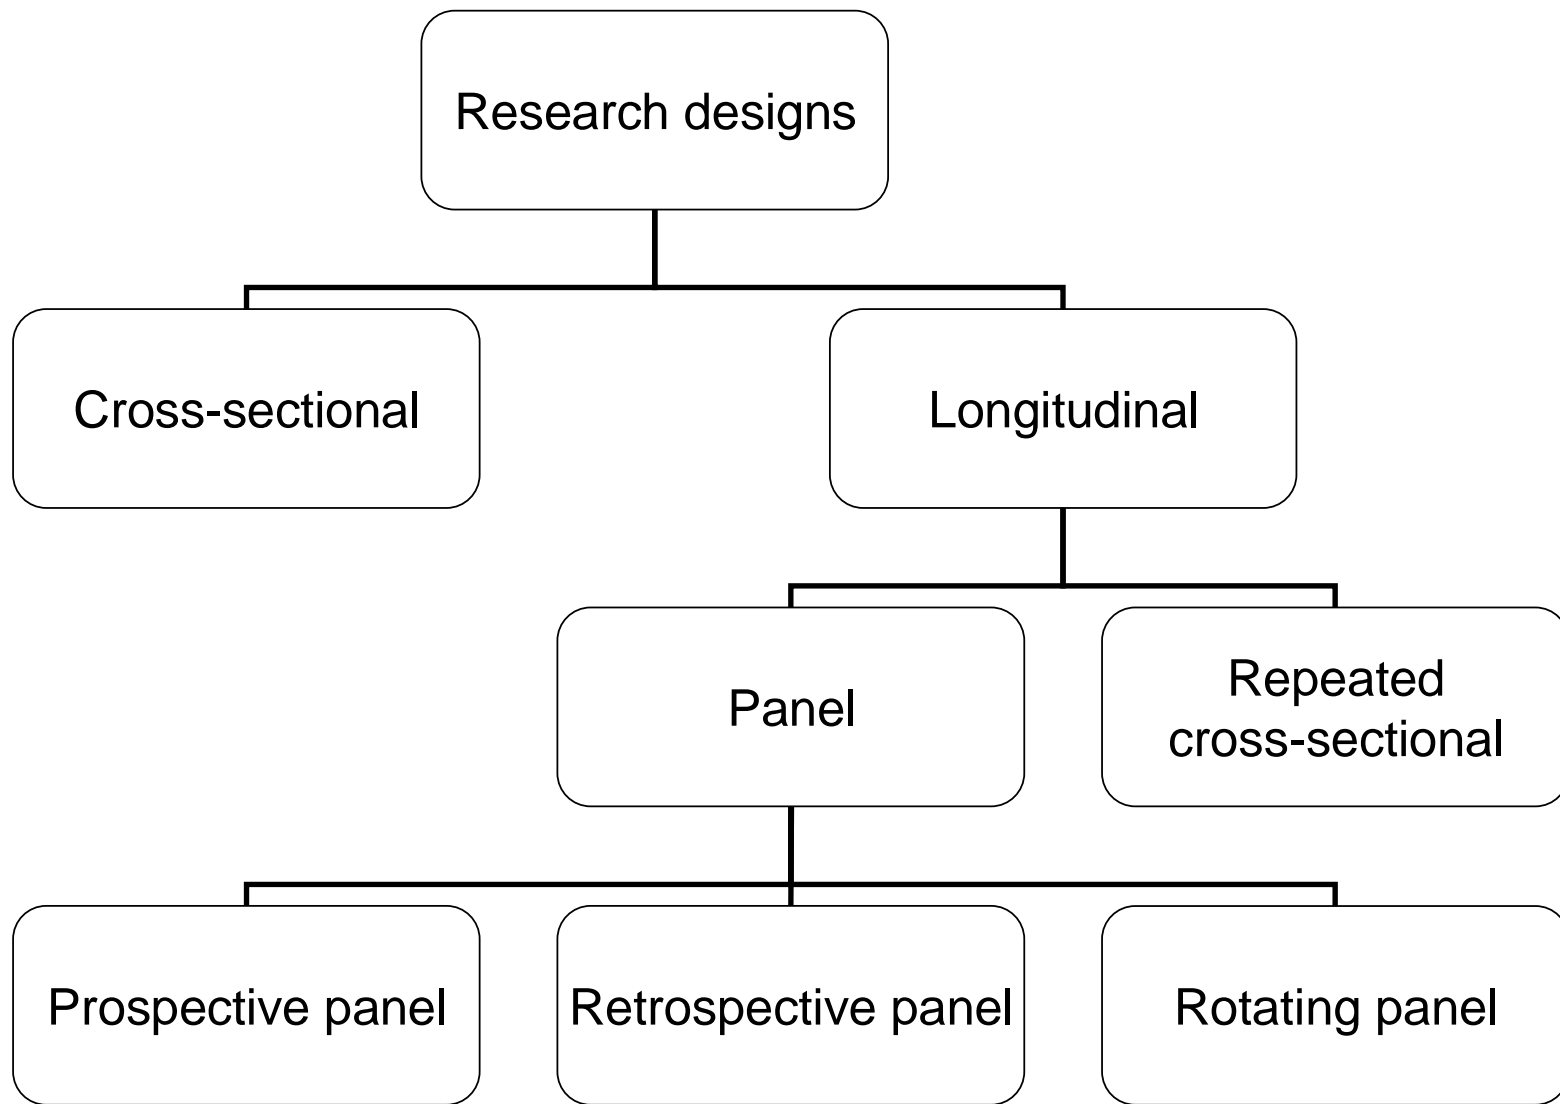 Research designs
Cross-sectional
Longitudinal
Panel
Repeated
cross-sectional
Prospective panel
Retrospective panel
Rotating panel